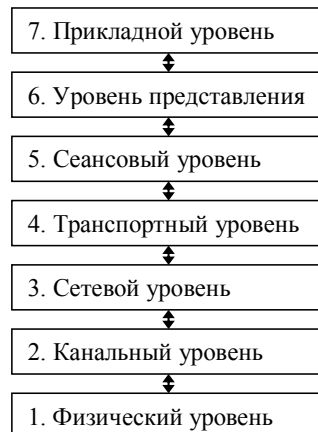 7. Прикладной уровень
6. Уровень представления
5. Сеансовый уровень
4. Транспортный уровень
3. Сетевой уровень
2. Канальный уровень
1. Физический уровень